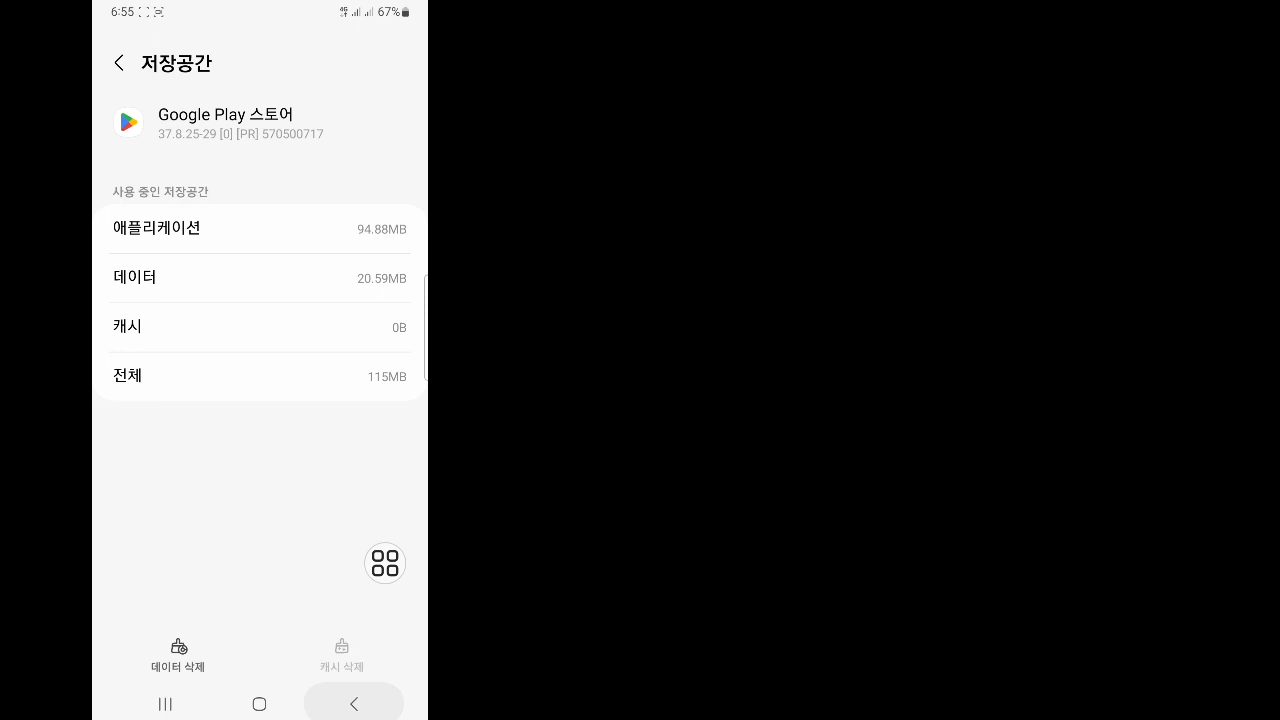 6:55
4G 67%
저장공간
Google Play 스토어
37.8.25-29 [0] [PR] 570500717
사용 중인 저장공간
애플리케이션 94.88MB
데이터 20.59MB
캐시 0B
전체 115MB
데이터 삭제 캐시 삭제